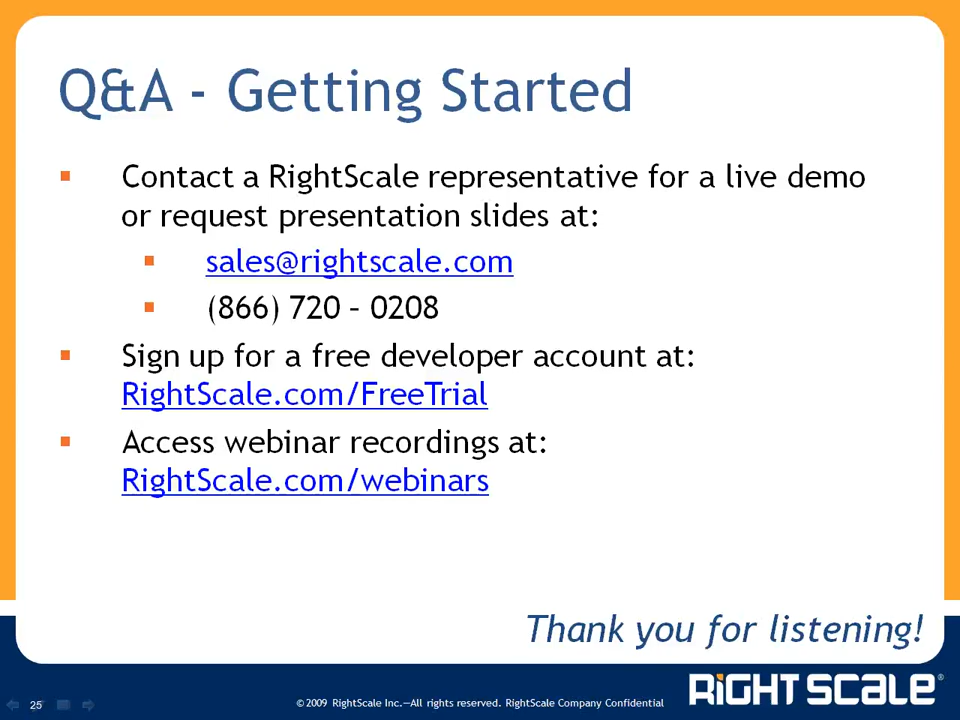 Q&A - Getting Started
▪ Contact a RightScale representative for a live demo
or request presentation slides at:
▪ sales@rightscale.com
▪ (866) 720 – 0208
▪ Sign up for a free developer account at:
RightScale.com/FreeTrial
▪ Access webinar recordings at:
RightScale.com/webinars
Thank you for listening!
25
©2009 RightScale Inc.—All rights reserved. RightScale Company Confidential
RIGHTSCALE®